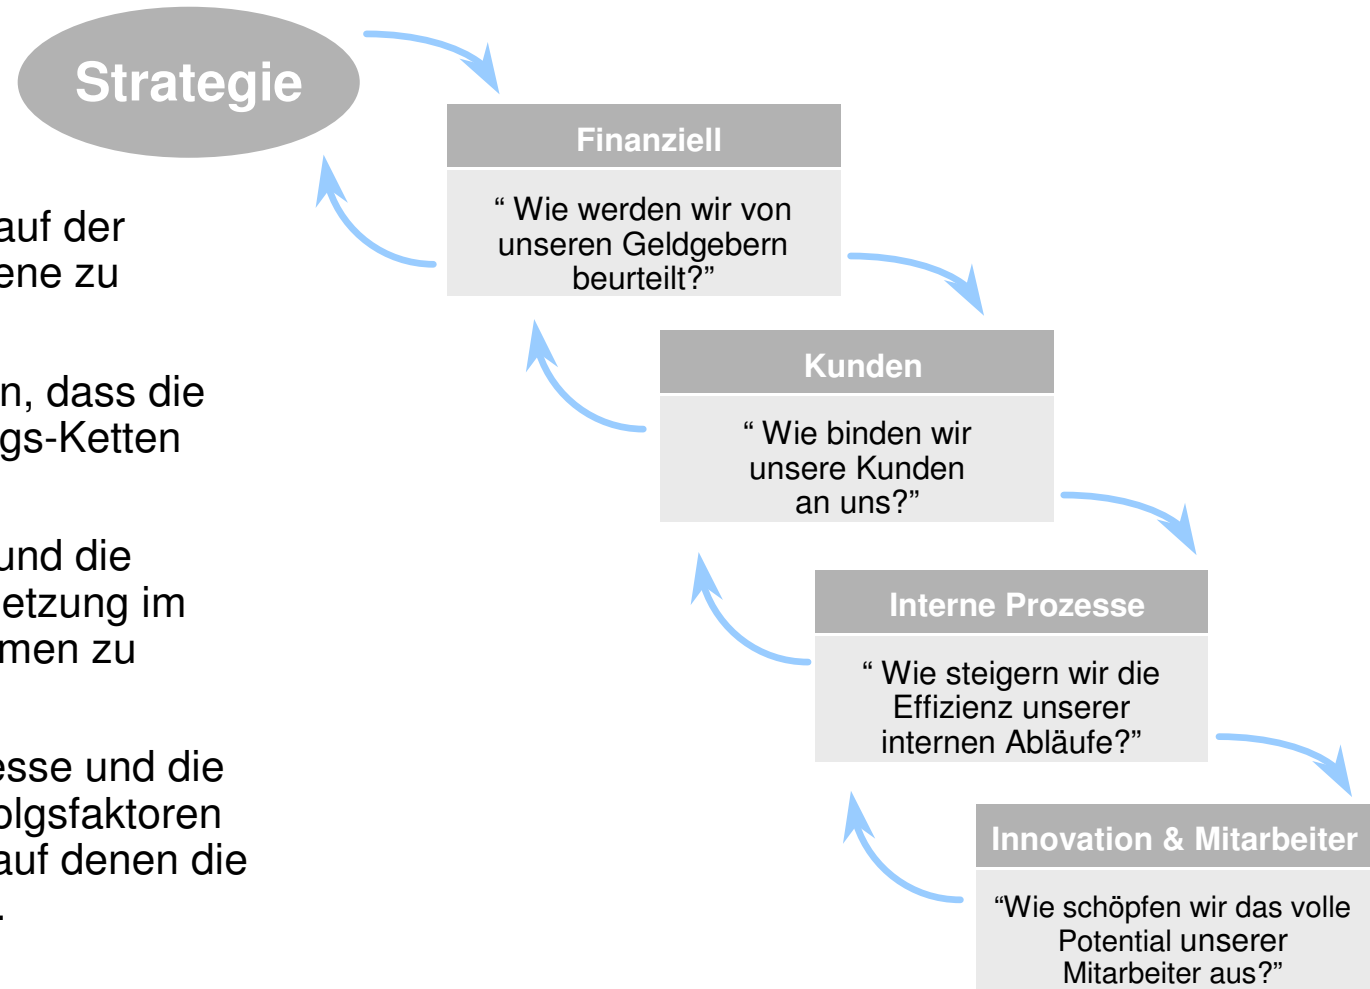 Strategie
Finanziell
“ Wie werden wir von
unseren Geldgebern
beurteilt?”
Kunden
“ Wie binden wir
unsere Kunden
an uns?”
Interne Prozesse
“ Wie steigern wir die
Effizienz unserer
internen Abläufe?”
Innovation & Mitarbeiter
“Wie schöpfen wir das volle
Potential unserer
Mitarbeiter aus?”
auf der
ene zu
n, dass die
gs-Ketten
und die
etzung im
men zu
esse und die
olgsfaktoren
auf denen die
.